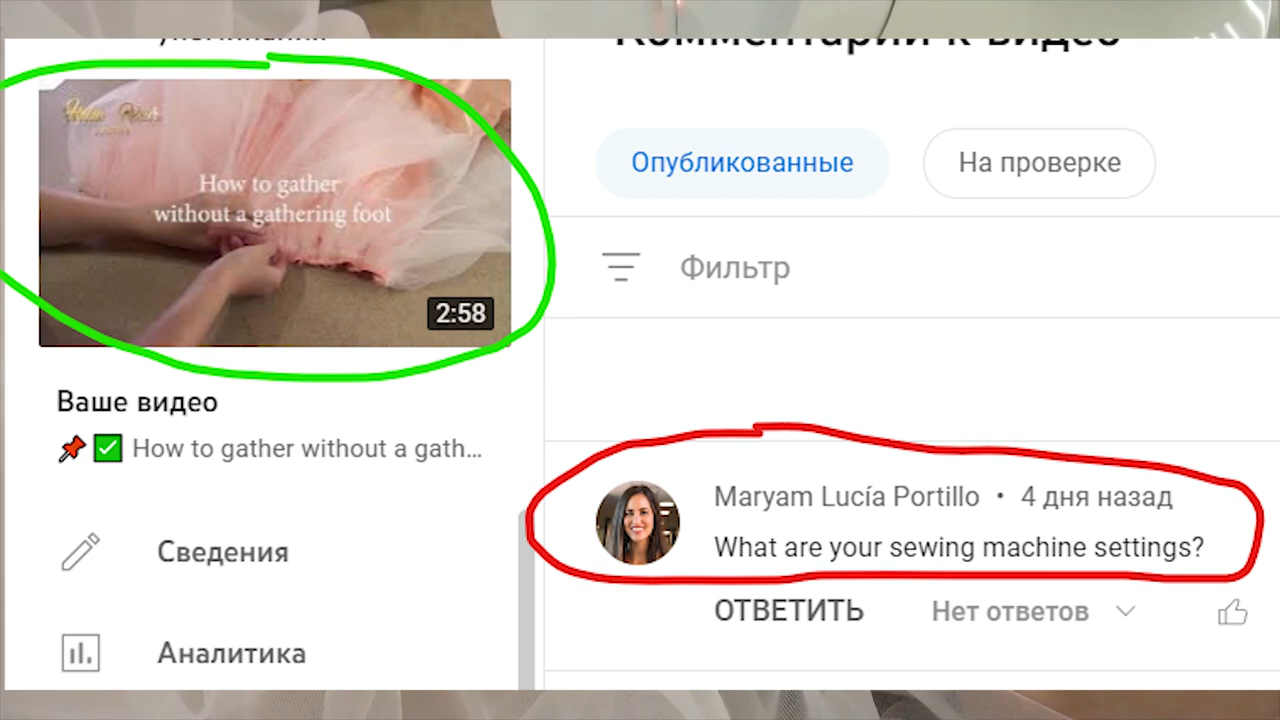 Комментарии к видео
How to gather
without a gathering foot
2:58
Ваше видео
How to gather without a gath...
Сведения
Аналитика
Опубликованные
На проверке
Фильтр
Maryam Lucía Portillo • 4 дня назад
What are your sewing machine settings?
ОТВЕТИТЬ
Нет ответов